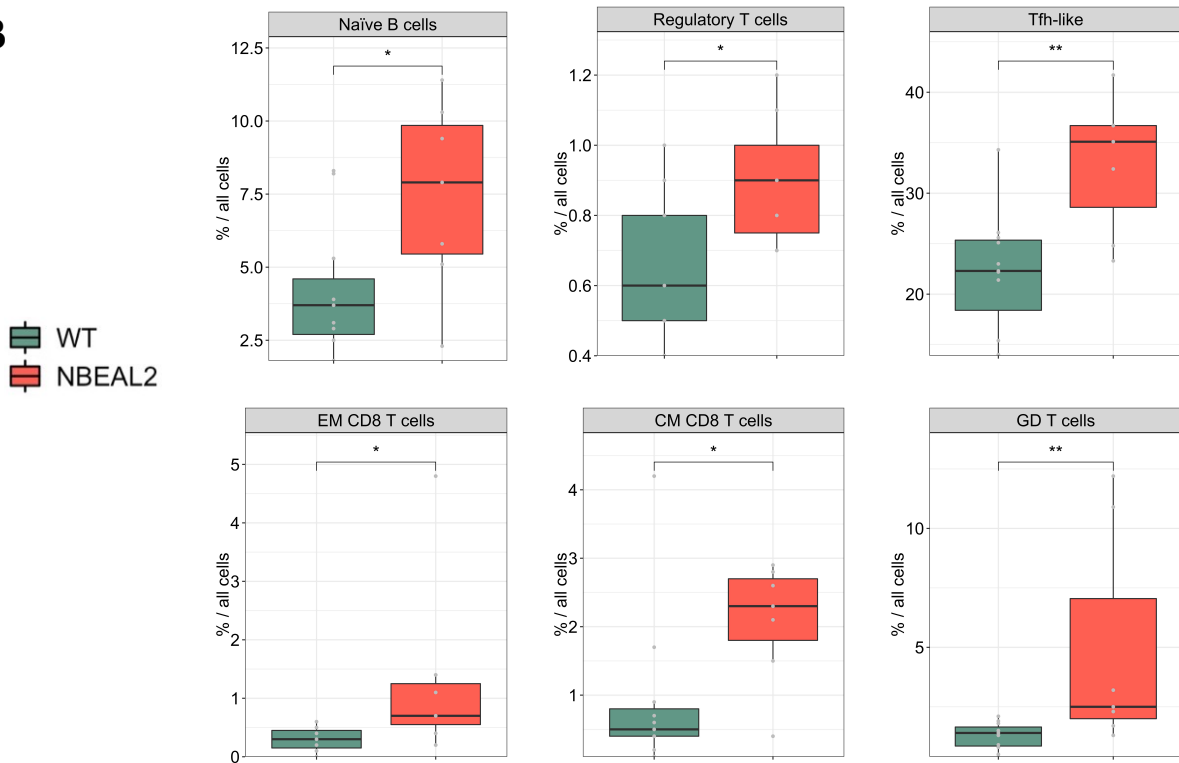 B
Naïve B cells
*
12.5
10.0
7.5
5.0
2.5
% / all cells
Regulatory T cells
*
1.2
1.0
0.8
0.6
0.4
% / all cells
Tfh-like
**
40
30
20
% / all cells
WT
NBEAL2
EM CD8 T cells
*
5
4
3
2
1
0
% / all cells
CM CD8 T cells
*
4
3
2
1
% / all cells
GD T cells
**
10
5
% / all cells